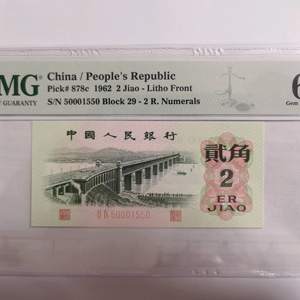 MG
Y GUARANTY
China / People's Republic
Pick# 878c 1962 2 Jiao - Litho Front
S/N 50001550 Block 29 - 2 R. Numerals
6
Gem
中国人民银行
贰角
2
ER
JIAO
50001550